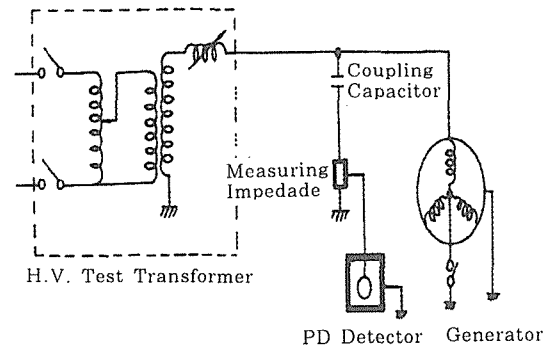 Coupling
Capacitor
Measuring
Impedade
H.V. Test Transformer
PD Detector
Generator